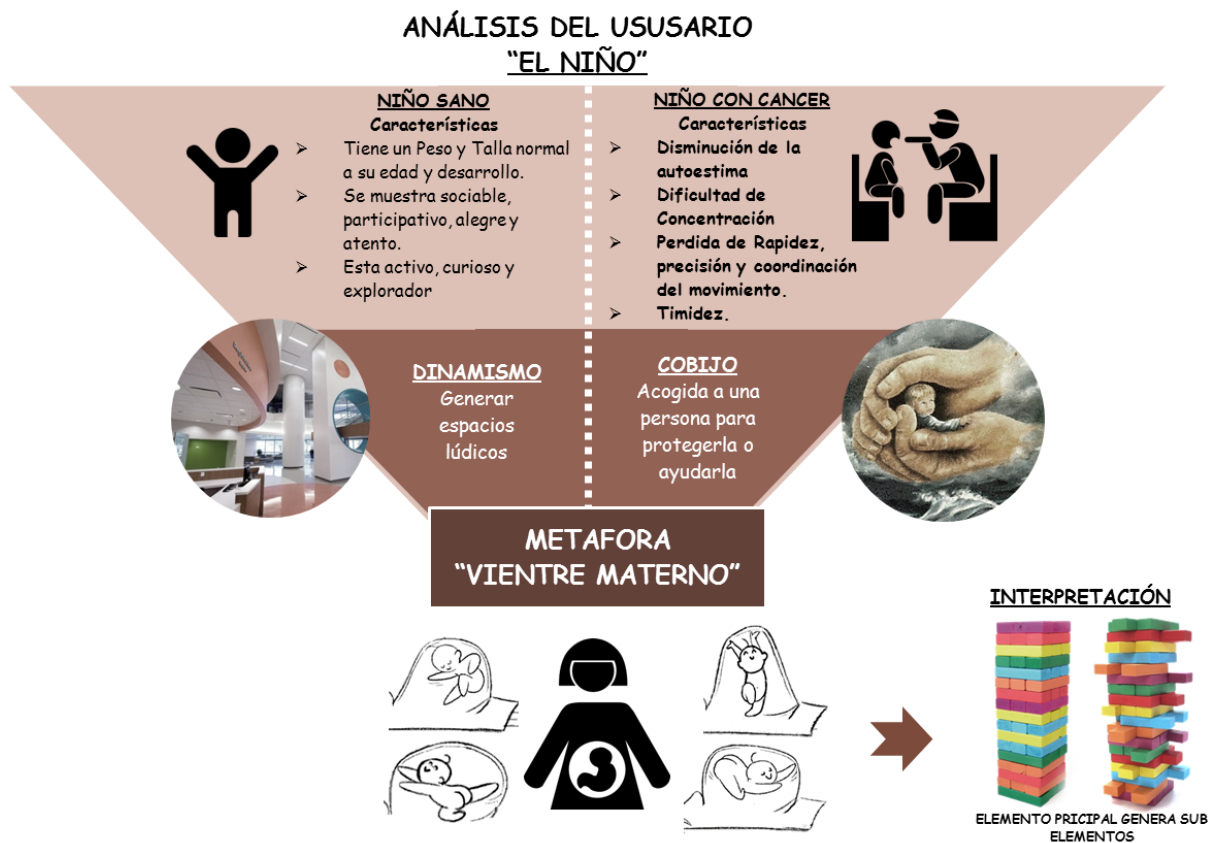 ANÁLISIS DEL USUSARIO
“EL NIÑO”
NIÑO SANO
Características
➢ Tiene un Peso y Talla normal
a su edad y desarrollo.
➢ Se muestra sociable,
participativo, alegre y
atento.
➢ Esta activo, curioso y
explorador
NIÑO CON CANCER
Características
➢ Disminución de la
autoestima
➢ Dificultad de
Concentración
➢ Perdida de Rapidez,
precisión y coordinación
del movimiento.
➢ Timidez.
DINAMISMO
Generar
espacios
lúdicos
COBIJO
Acogida a una
persona para
protegerla o
ayudarla
METAFORA
“VIENTRE MATERNO”
INTERPRETACIÓN
ELEMENTO PRICIPAL GENERA SUB
ELEMENTOS